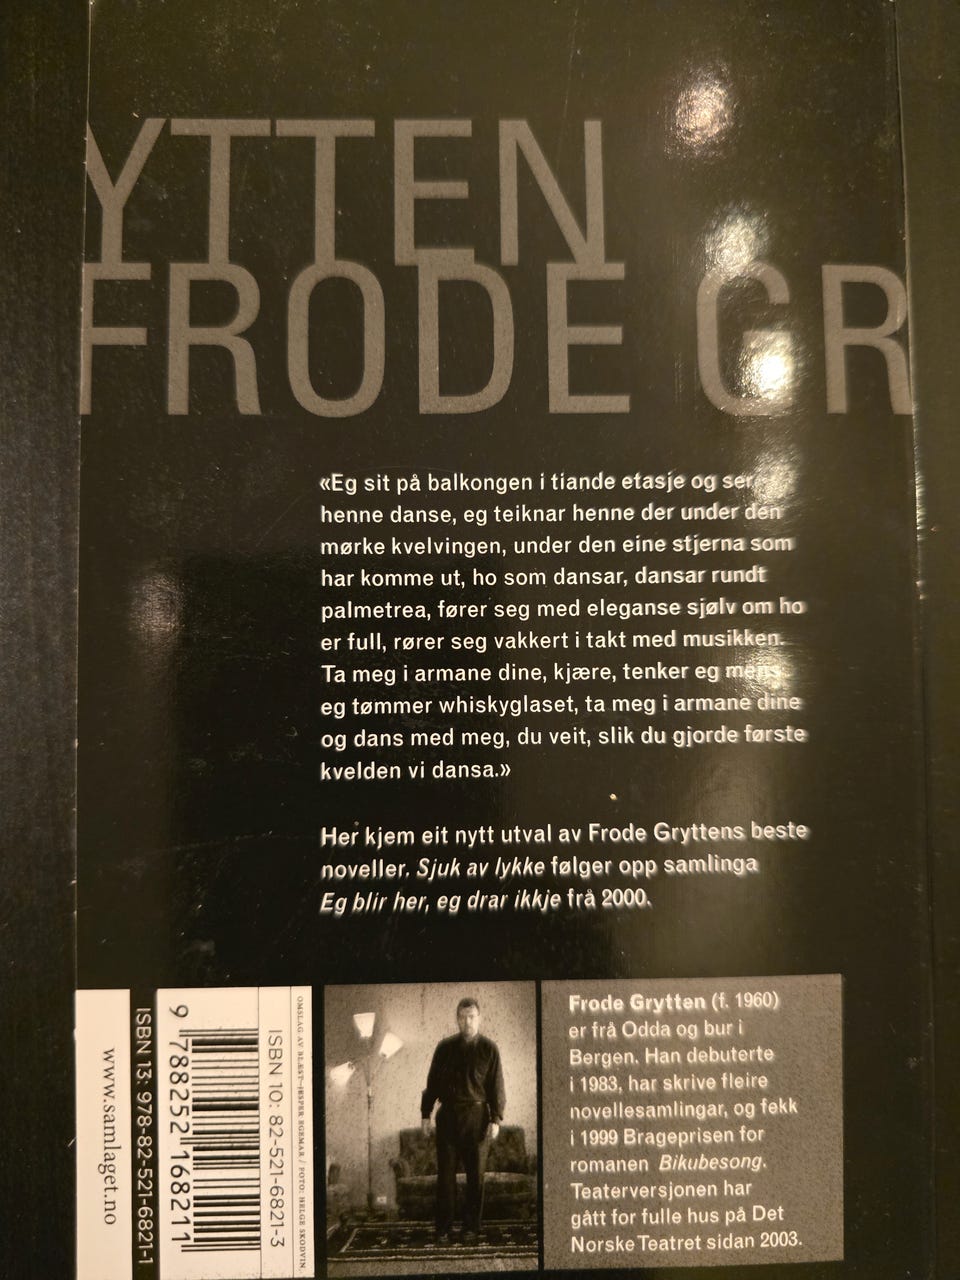 YTTEN
FRODE GR
«Eg sit på balkongen i tiande etasje og ser
henne danse, eg teiknar henne der under den
mørke kvelvingen, under den eine stjerna som
har komme ut, ho som dansar, dansar rundt
palmetrea, fører seg med eleganse sjølv om ho
er full, rører seg vakkert i takt med musikken.
Ta meg i armane dine, kjære, tenker eg mens
eg tømmer whiskyglaset, ta meg i armane dine
og dans med meg, du veit, slik du gjorde første
kvelden vi dansa.»
Her kjem eit nytt utval av Frode Gryttens beste
noveller. Sjuk av lykke følger opp samlinga
Eg blir her, eg drar ikkje frå 2000.
www.samlaget.no
ISBN 13: 978-82-521-6821-1
9 788252 168211
ISBN 10: 82-521-6821-3
OMSLAG AV BLÆST–JESPER EGEMAR / FOTO: HELGE SKODVIN.
Frode Grytten (f. 1960)
er frå Odda og bur i
Bergen. Han debuterte
i 1983, har skrive fleire
novellesamlingar, og fekk
i 1999 Brageprisen for
romanen Bikubesong.
Teaterversjonen har
gått for fulle hus på Det
Norske Teatret sidan 2003.